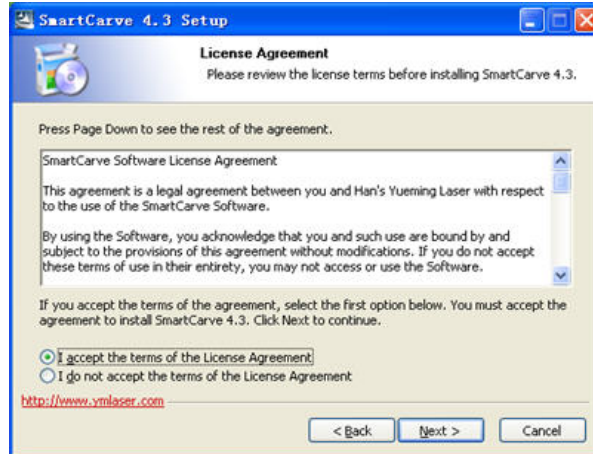 SmartCarve 4.3 Setup
License Agreement
Please review the license terms before installing SmartCarve 4.3.
Press Page Down to see the rest of the agreement.
SmartCarve Software License Agreement
This agreement is a legal agreement between you and Han's Yueming Laser with respect
to the use of the SmartCarve Software.
By using the Software, you acknowledge that you and such use are bound by and
subject to the provisions of this agreement without modifications. If you do not accept
these terms of use in their entirety, you may not access or use the Software.
If you accept the terms of the agreement, select the first option below. You must accept the
agreement to install SmartCarve 4.3. Click Next to continue.
I accept the terms of the License Agreement
I do not accept the terms of the License Agreement
http://www.ymlaser.com
< Back Next > Cancel